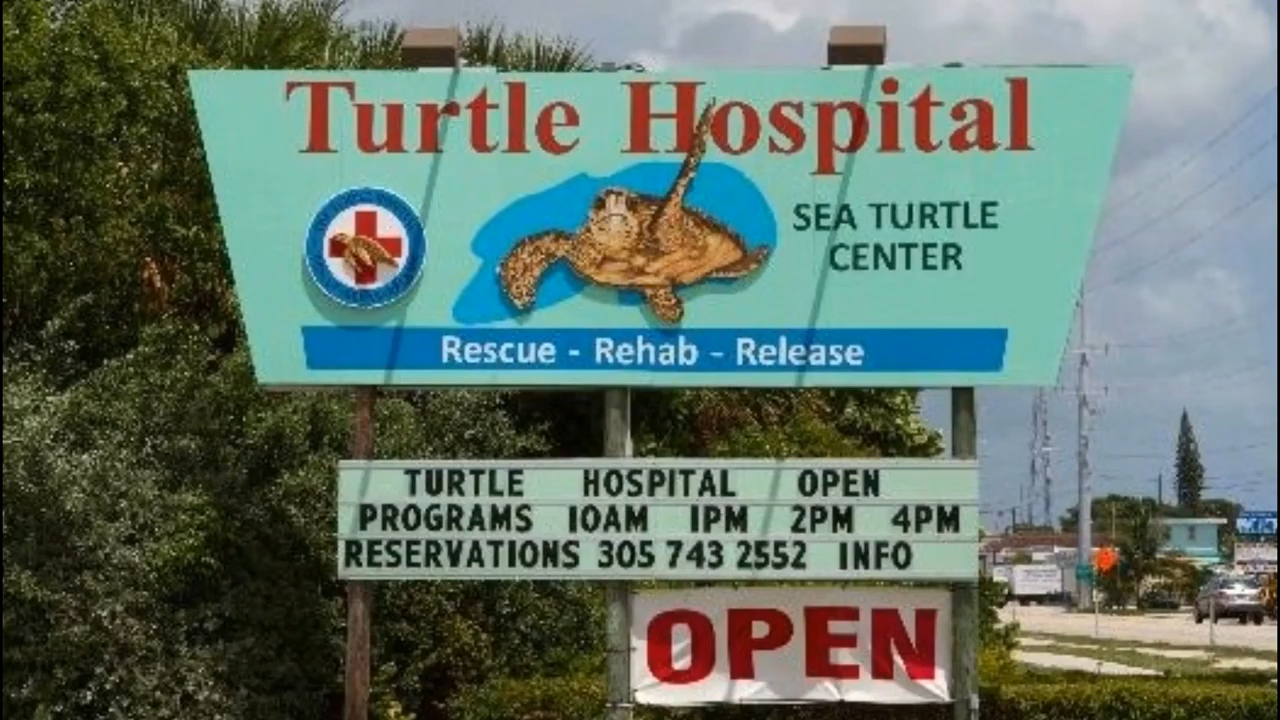 Turtle Hospital
SEA TURTLE
CENTER
Rescue - Rehab - Release
TURTLE HOSPITAL OPEN
PROGRAMS 10AM 1PM 2PM 4PM
RESERVATIONS 305 743 2552 INFO
OPEN